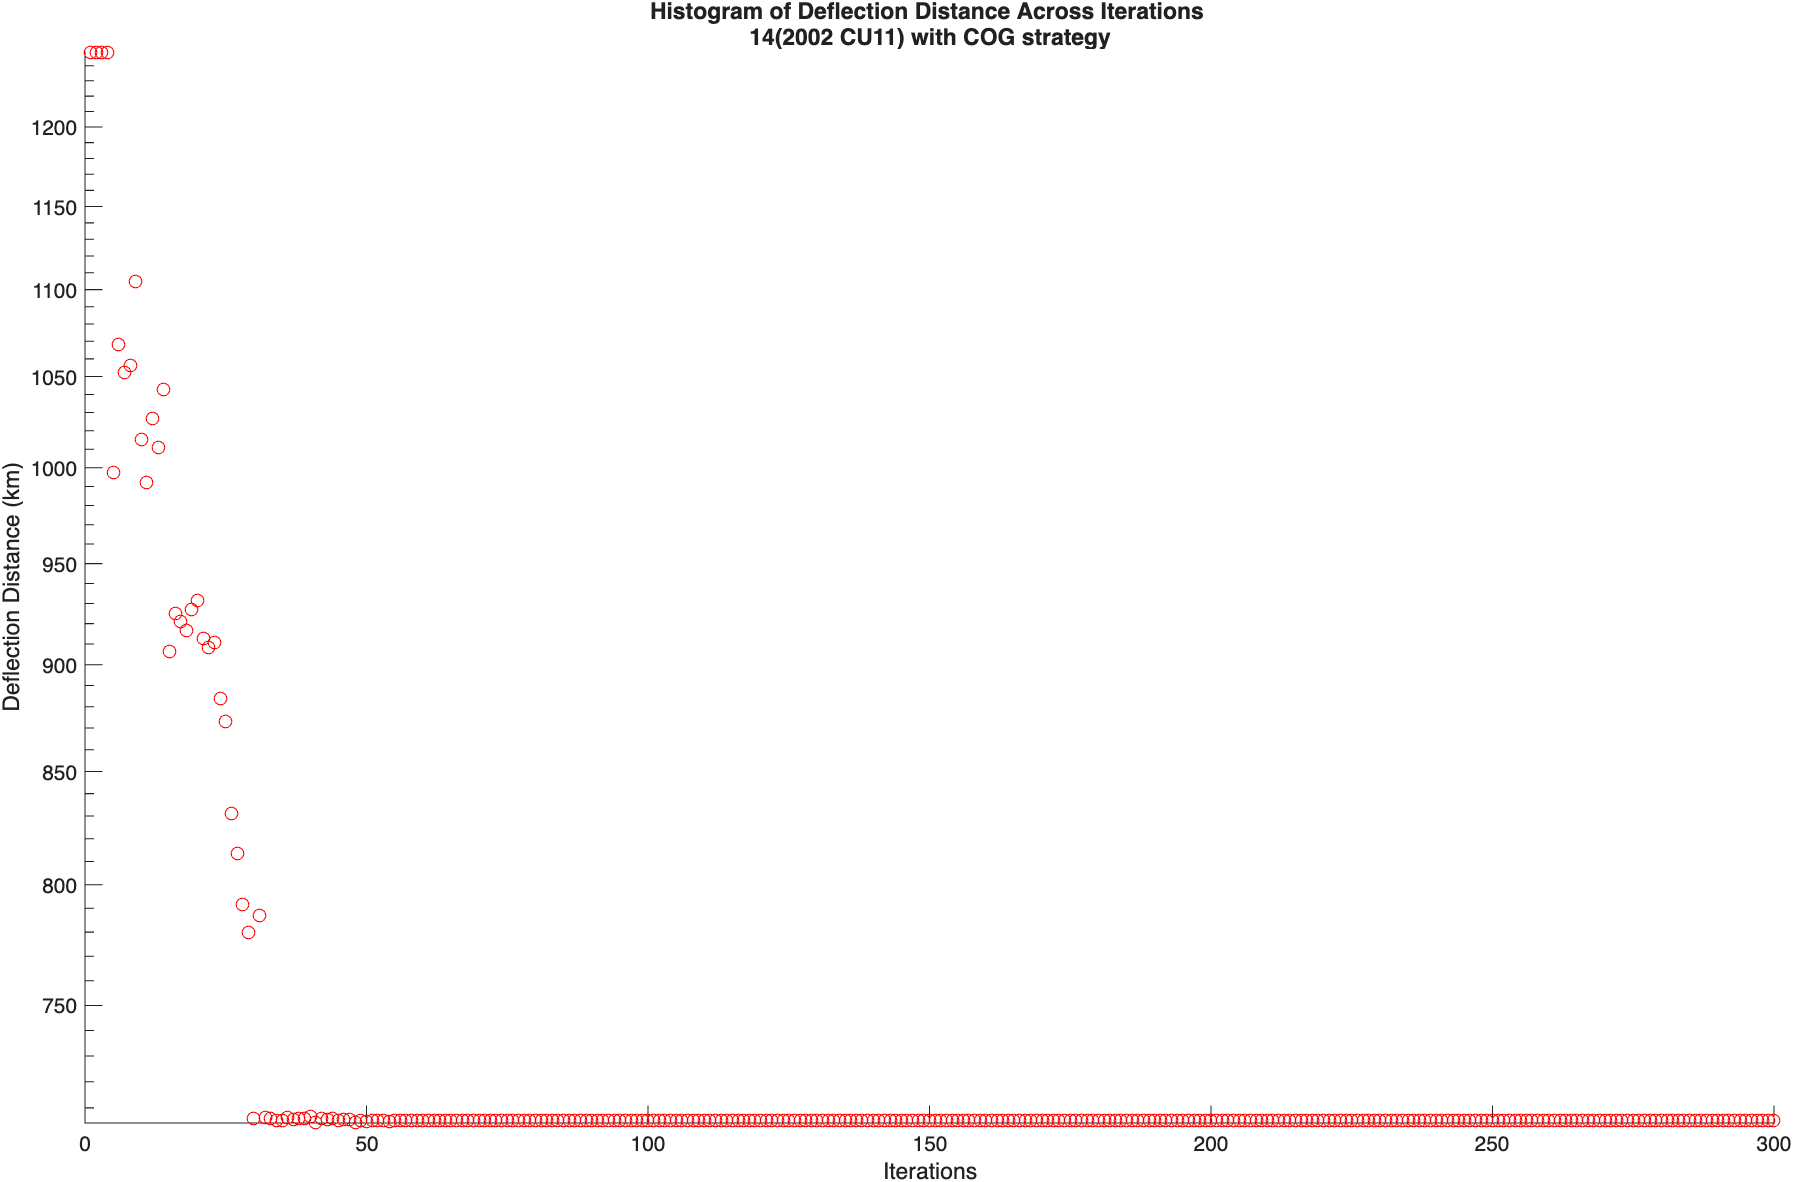 Histogram of Deflection Distance Across Iterations
14(2002 CU11) with COG strategy
Deflection Distance (km)
1200
1150
1100
1050
1000
950
900
850
800
750
0 50 100 150 200 250 300
Iterations